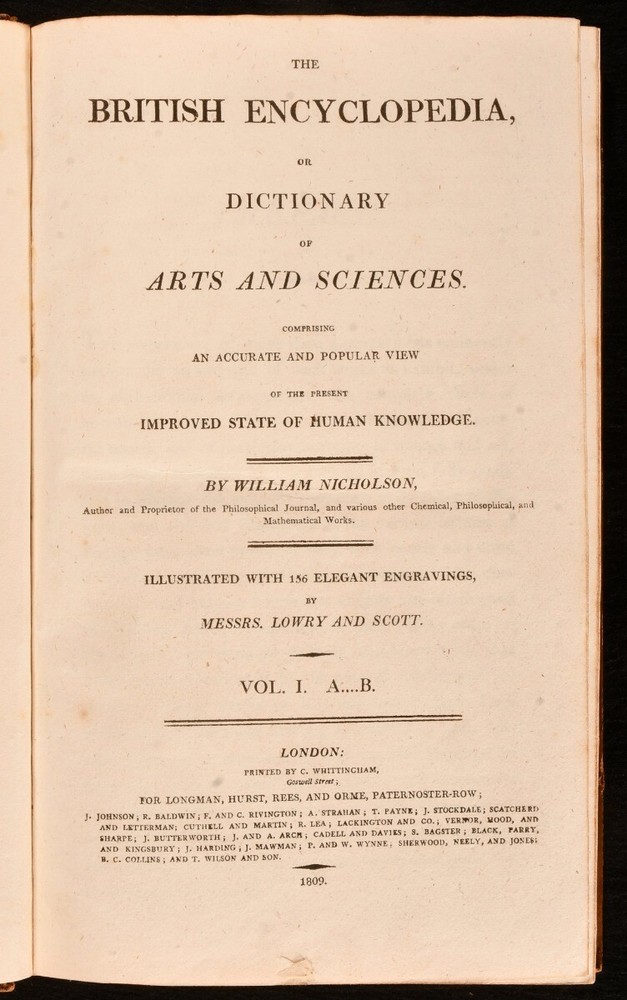 THE
BRITISH ENCYCLOPEDIA,
OR
DICTIONARY
OF
ARTS AND SCIENCES.
COMPRISING
AN ACCURATE AND POPULAR VIEW
OF THE PRESENT
IMPROVED STATE OF HUMAN KNOWLEDGE.
BY WILLIAM NICHOLSON,
Author and Proprietor of the Philosophical Journal, and various other Chemical, Philosophical, and
Mathematical Works.
ILLUSTRATED WITH 156 ELEGANT ENGRAVINGS,
BY
MESSRS. LOWRY AND SCOTT.
VOL. I. A....B.
LONDON:
PRINTED BY C. WHITTINGHAM,
Goswell Street;
FOR LONGMAN, HURST, REES, AND ORME, PATERNOSTER-ROW;
J. JOHNSON; R. BALDWIN; F. AND C. RIVINGTON; A. STRAHAN; T. PAYNE; J. STOCKDALE; SCATCHERD
AND LETTERMAN; CUTHELL AND MARTIN; R. LEA; LACKINGTON AND CO.; VERNOR, HOOD, AND
SHARPE; J. BUTTERWORTH; J. AND A. ARCH; CADELL AND DAVIES; S. BAGSTER; BLACK, PARRY,
AND KINGSBURY; J. HARDING; J. MAWMAN; P. AND W. WYNNE; SHERWOOD, NEELY, AND JONES;
B. C. COLLINS; AND T. WILSON AND SON.
1809.